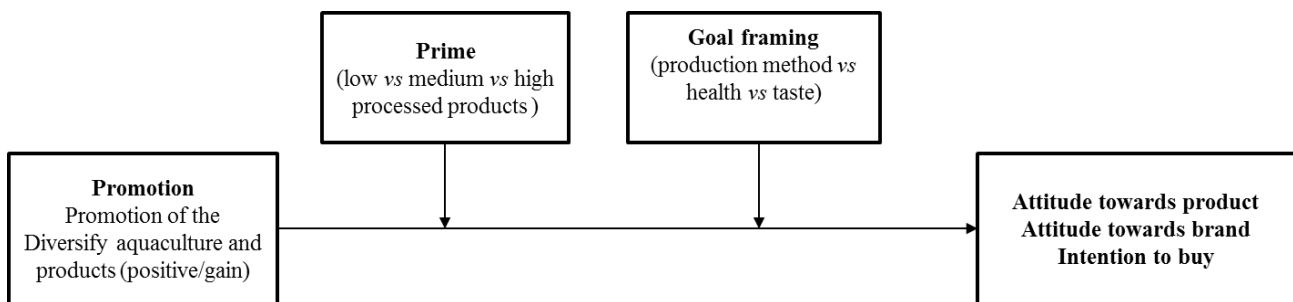 Prime
(low vs medium vs high
processed products )
Goal framing
(production method vs
health vs taste)
Promotion
Promotion of the
Diversify aquaculture and
products (positive/gain)
Attitude towards product
Attitude towards brand
Intention to buy